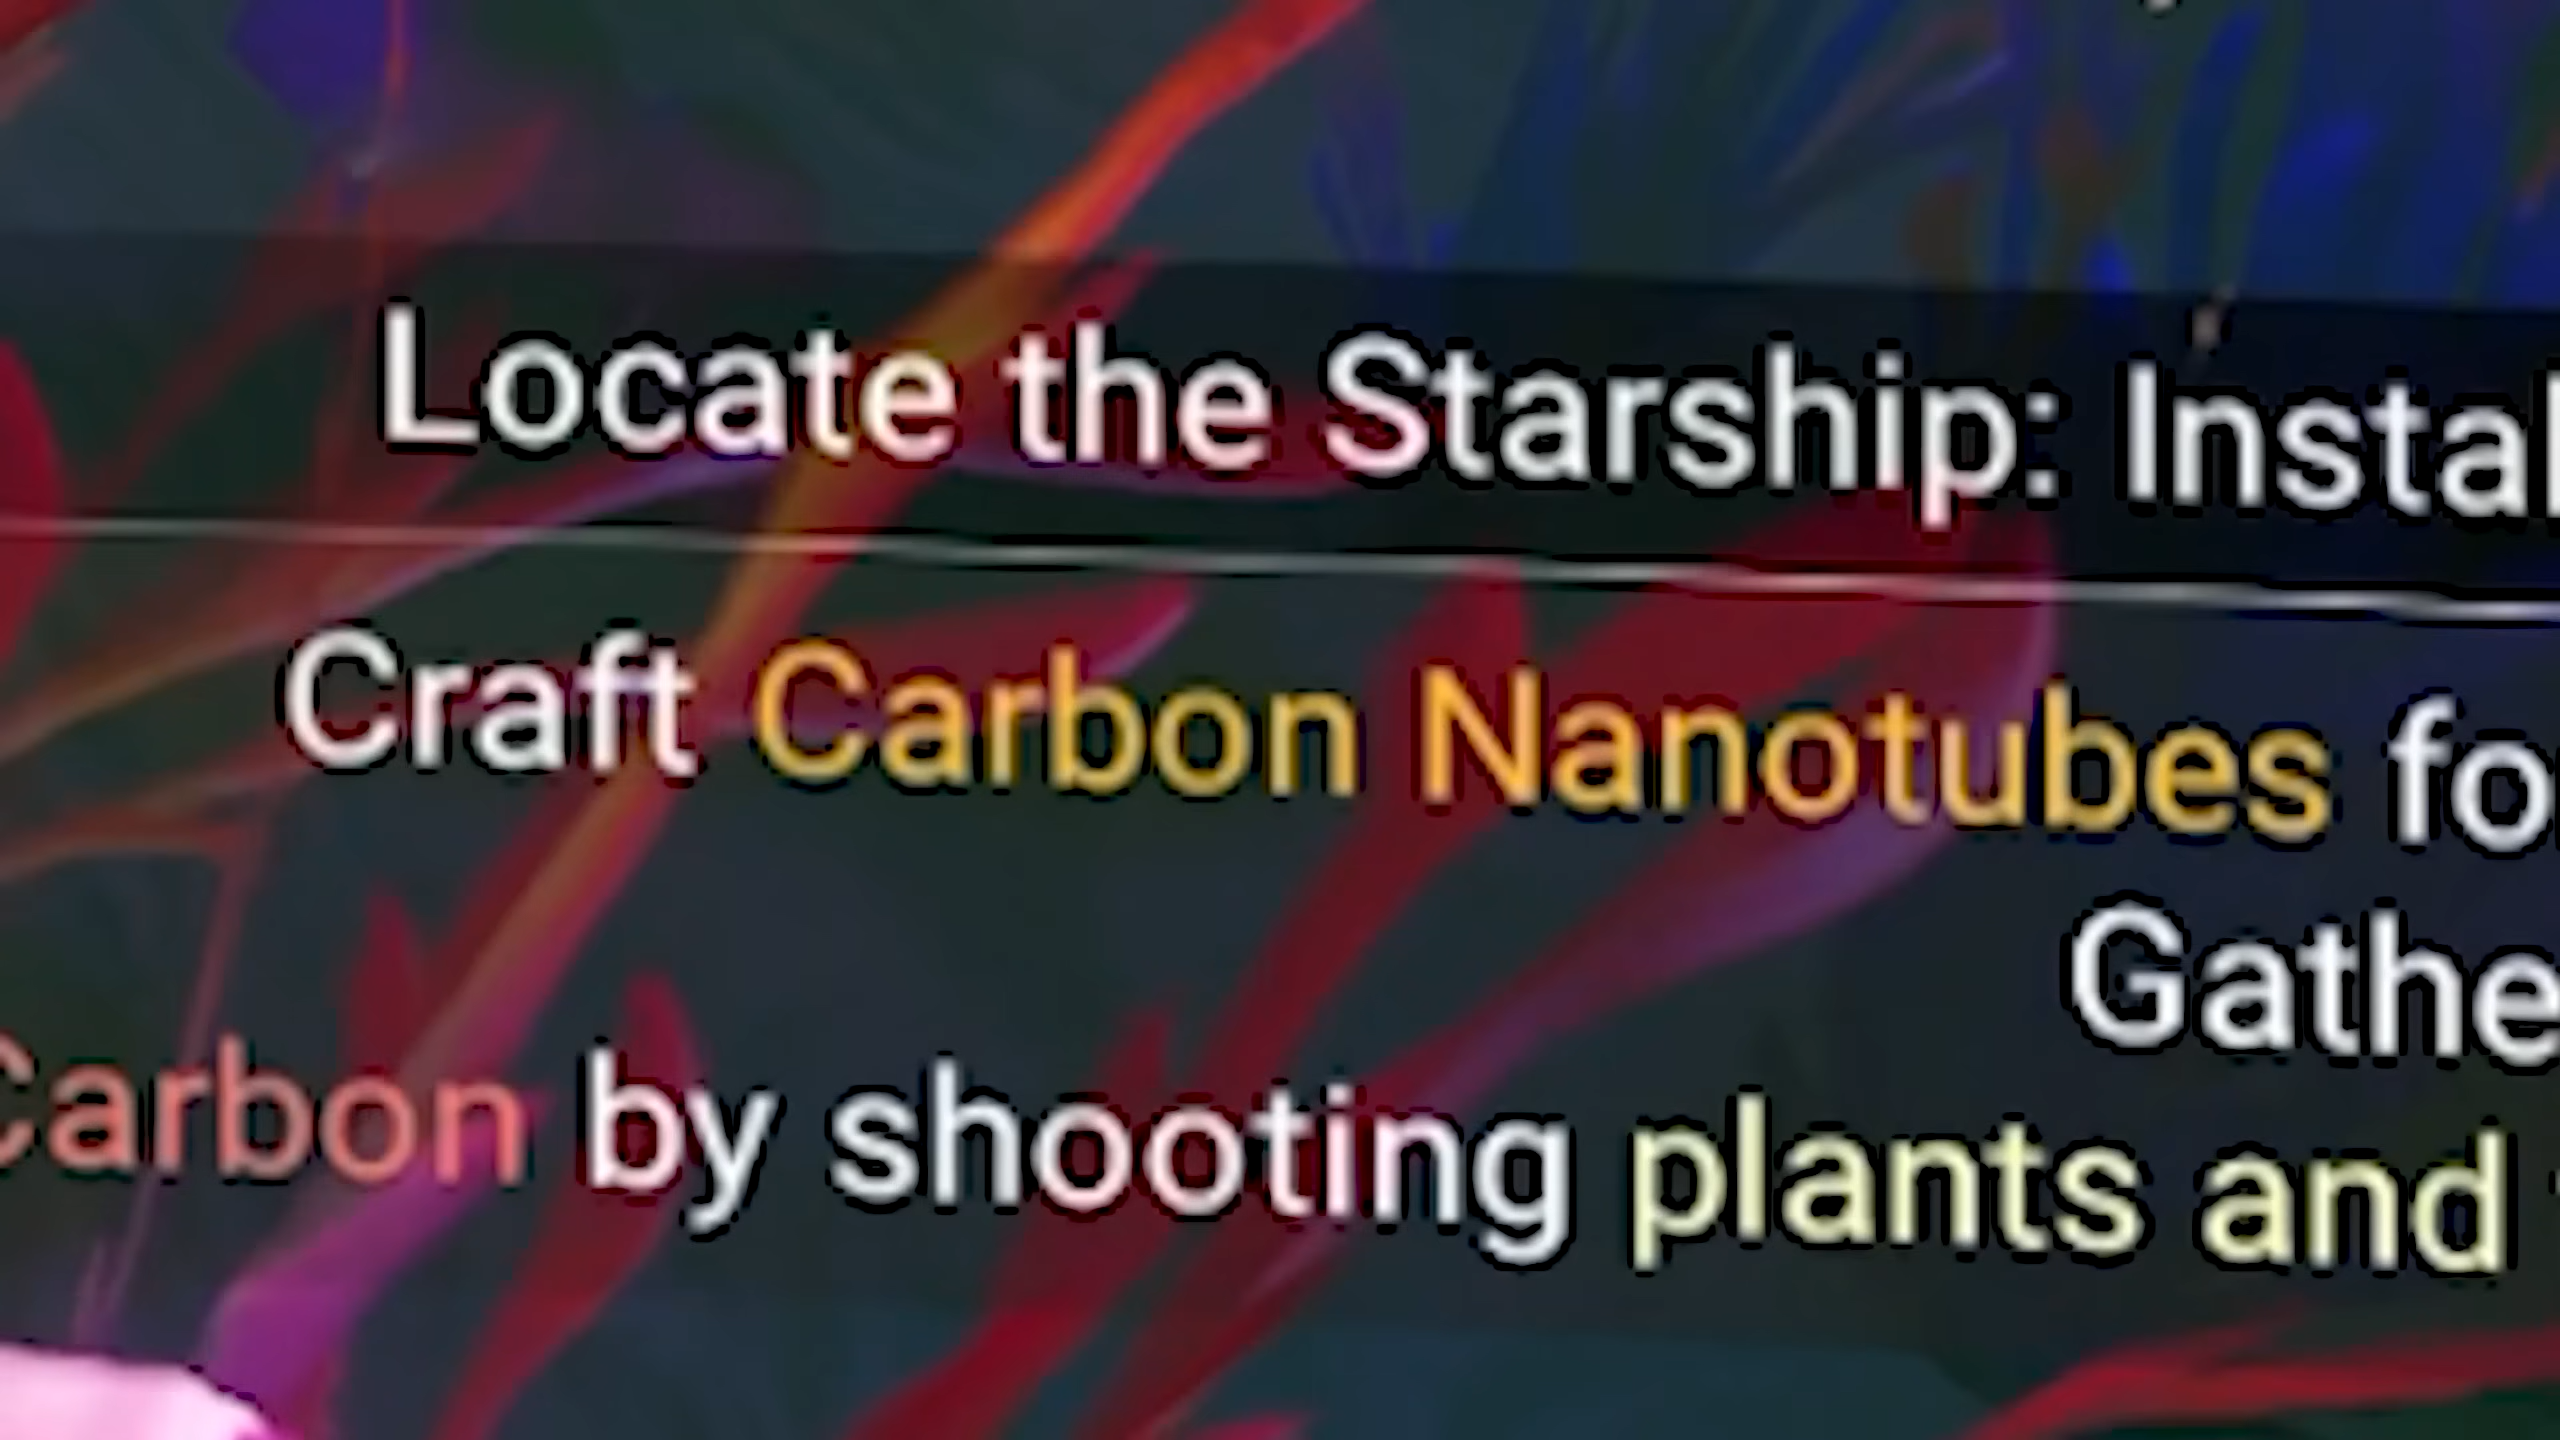 Locate the Starship: Instal
Craft Carbon Nanotubes fo
Gathe
Carbon by shooting plants and